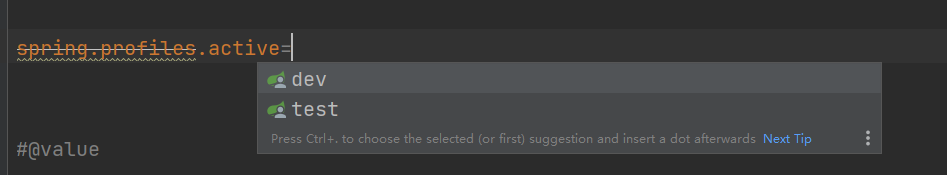 spring.profiles.active=
dev
test
Press Ctrl+. to choose the selected (or first) suggestion and insert a dot afterwards Next Tip
#@value